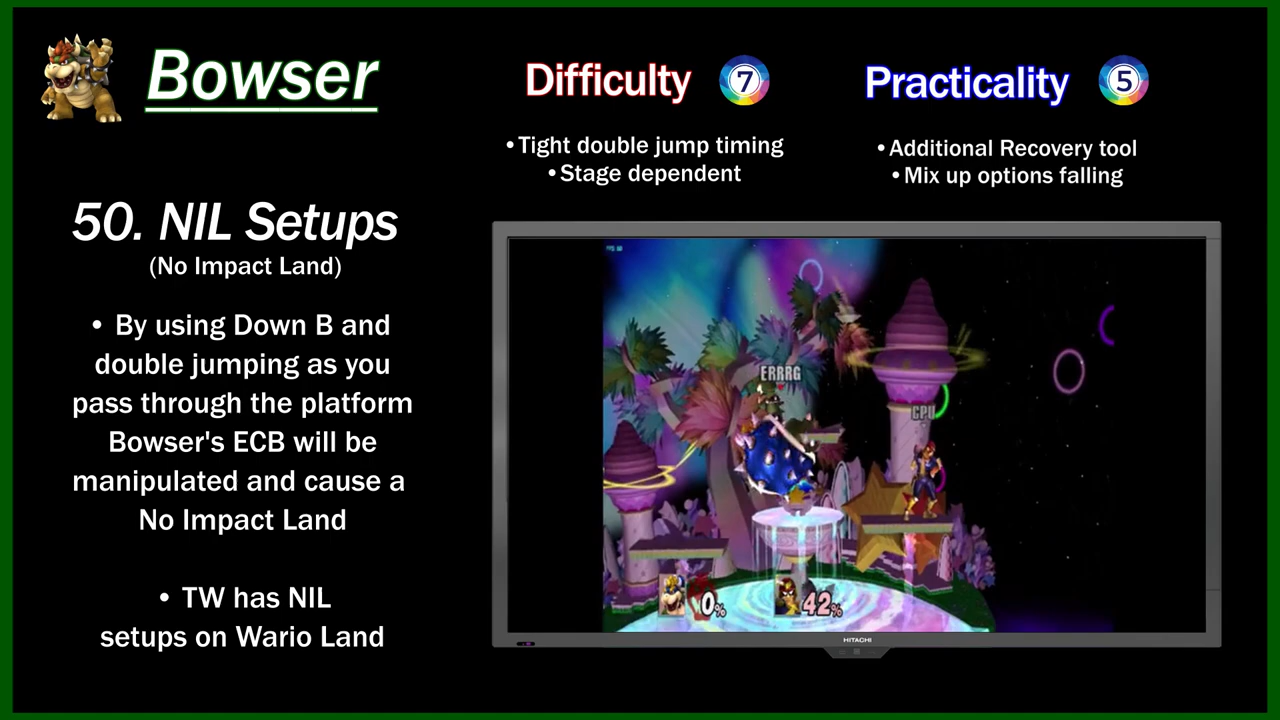 Bowser
Difficulty 7
• Tight double jump timing
• Stage dependent
Practicality 5
• Additional Recovery tool
• Mix up options falling
50. NIL Setups
(No Impact Land)
• By using Down B and
double jumping as you
pass through the platform
Bowser's ECB will be
manipulated and cause a
No Impact Land
• TW has NIL
setups on Wario Land
ERRRG
CPU
0%
42%
HITACHI